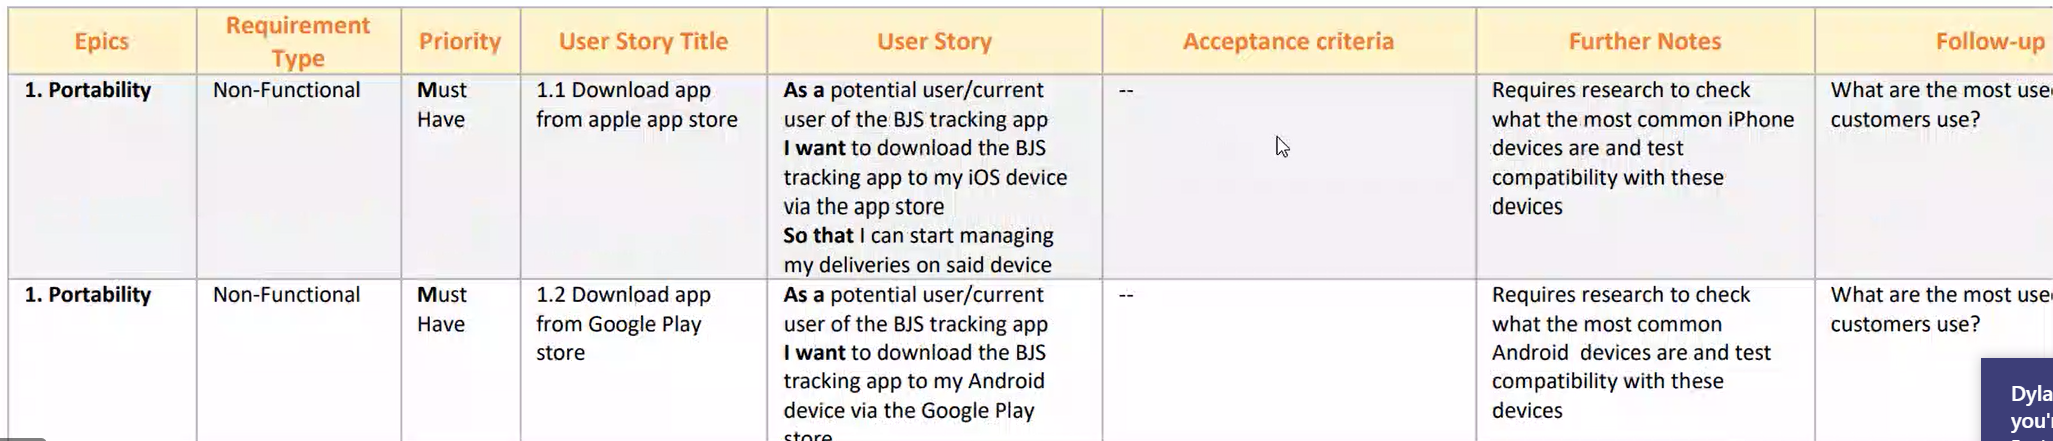 Epics
Requirement
Type
Priority
User Story Title
User Story
Acceptance criteria
Further Notes
Follow-up
1. Portability
Non-Functional
Must
Have
1.1 Download app
from apple app store
As a potential user/current
user of the BJS tracking app
I want to download the BJS
tracking app to my iOS device
via the app store
So that I can start managing
my deliveries on said device
--
Requires research to check
what the most common iPhone
devices are and test
compatibility with these
devices
What are the most use
customers use?
1. Portability
Non-Functional
Must
Have
1.2 Download app
from Google Play
store
As a potential user/current
user of the BJS tracking app
I want to download the BJS
tracking app to my Android
device via the Google Play
store
--
Requires research to check
what the most common
Android  devices are and test
compatibility with these
devices
What are the most use
customers use?
Dyla
you'